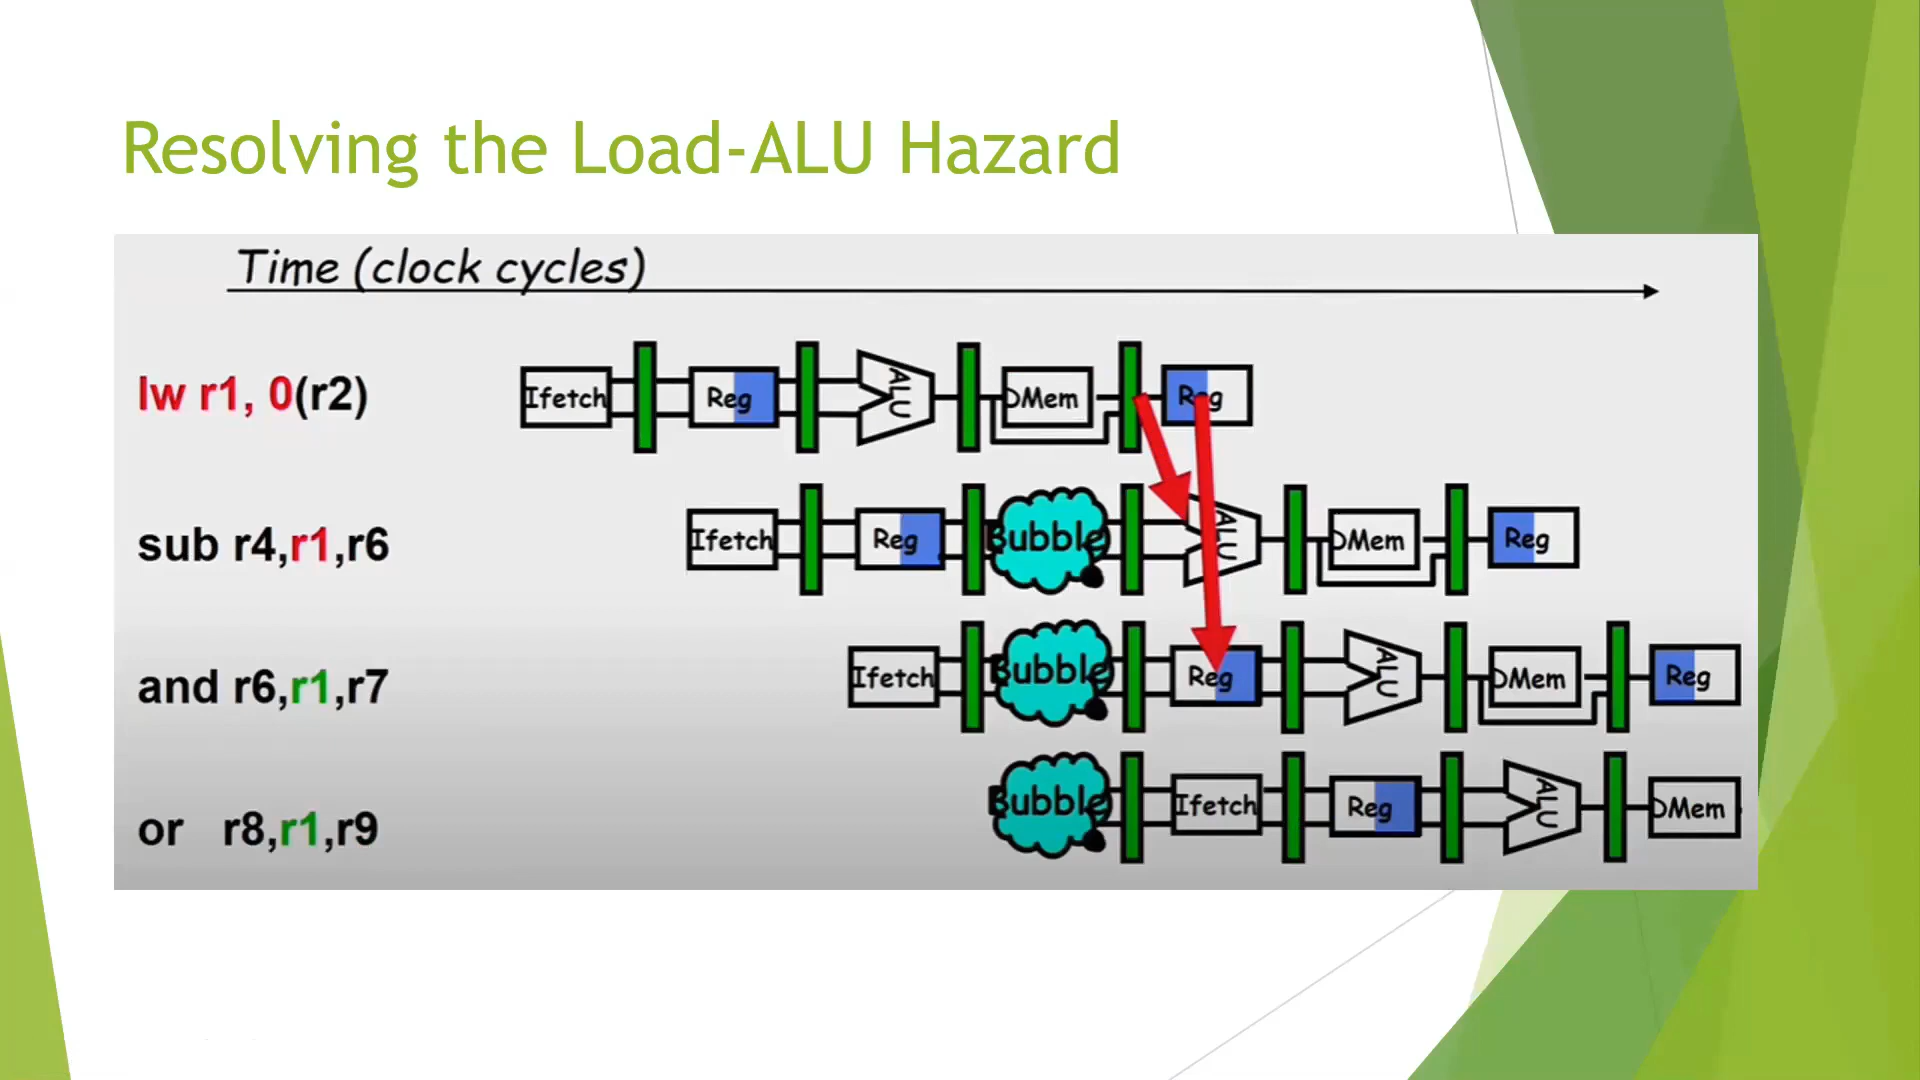 Resolving the Load-ALU Hazard
Time (clock cycles)
lw r1, 0(r2)
Ifetch Reg ALU DMem Reg
sub r4,r1,r6
Ifetch Reg Bubble ALU DMem Reg
and r6,r1,r7
Ifetch Bubble Reg ALU DMem Reg
or r8,r1,r9
Bubble Ifetch Reg ALU DMem